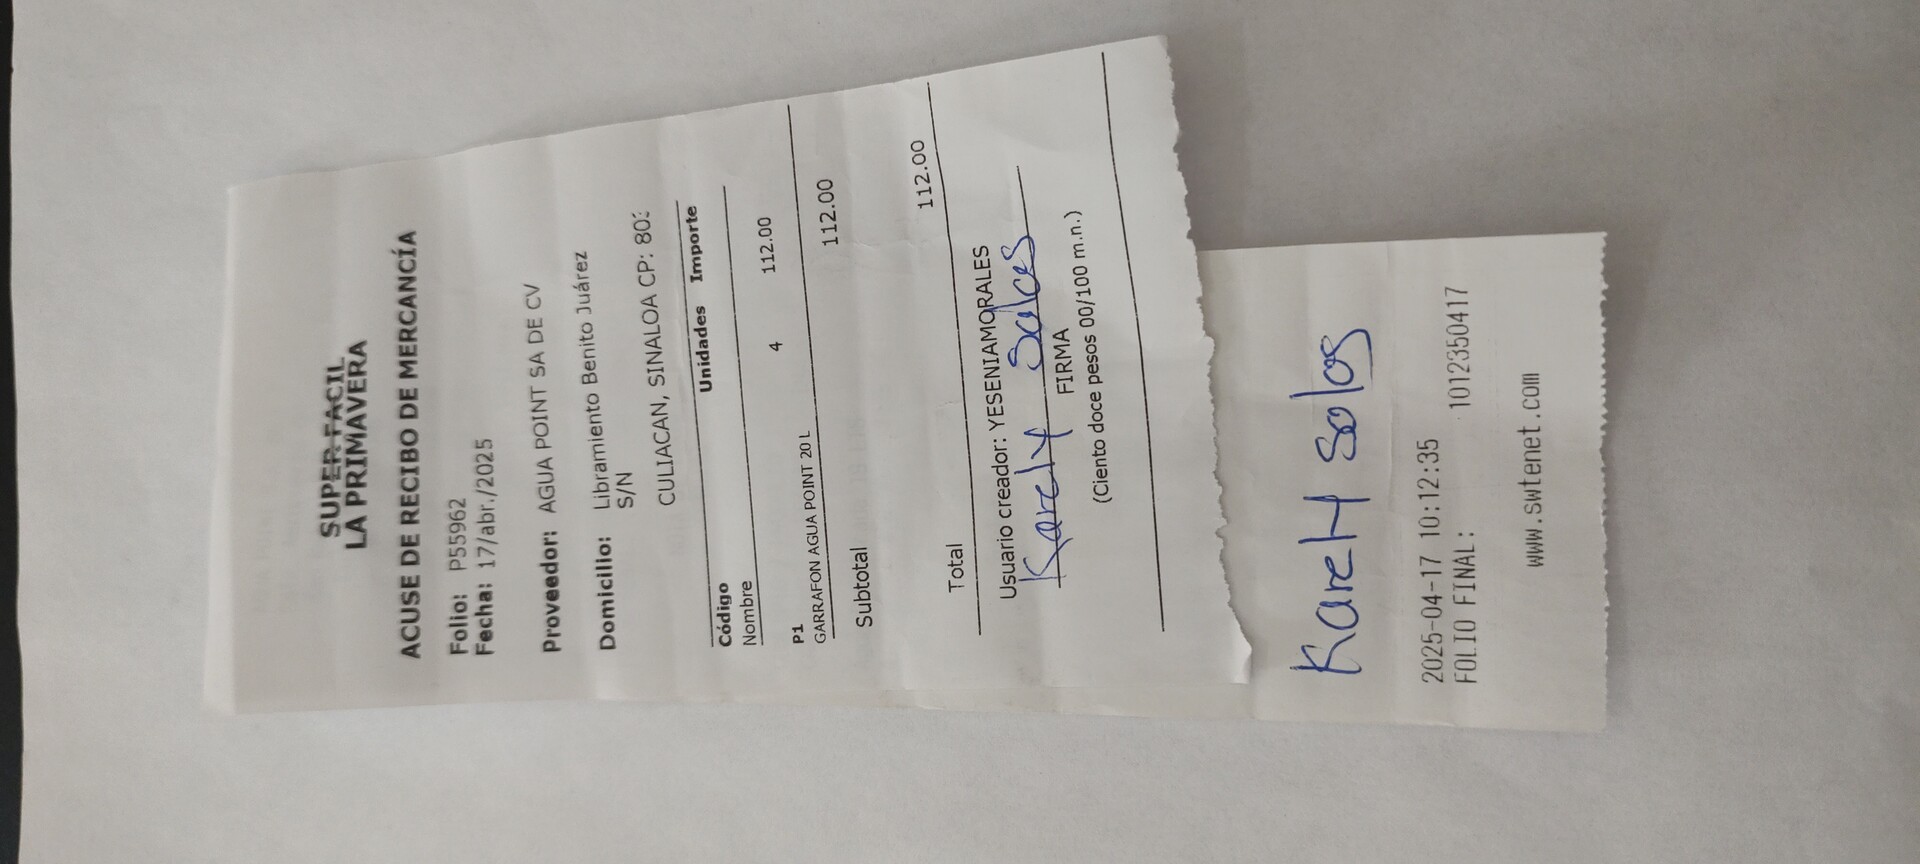 SUPER FACIL
LA PRIMAVERA
ACUSE DE RECIBO DE MERCANCÍA
Folio: P55962
Fecha: 17/abr./2025
Proveedor: AGUA POINT SA DE CV
Domicilio: Libramiento Benito Juárez
S/N
CULIACAN, SINALOA CP: 80
Código Unidades Importe
Nombre
4 112.00
P1
GARRAFON AGUA POINT 20 L
112.00
Subtotal
112.00
Total
Usuario creador: YESENIAMORALES
Karely Sales
FIRMA
(Ciento doce pesos 00/100 m.n.)
2025-04-17 10:12:35
FOLIO FINAL: 1012350417
www.swtenet.com